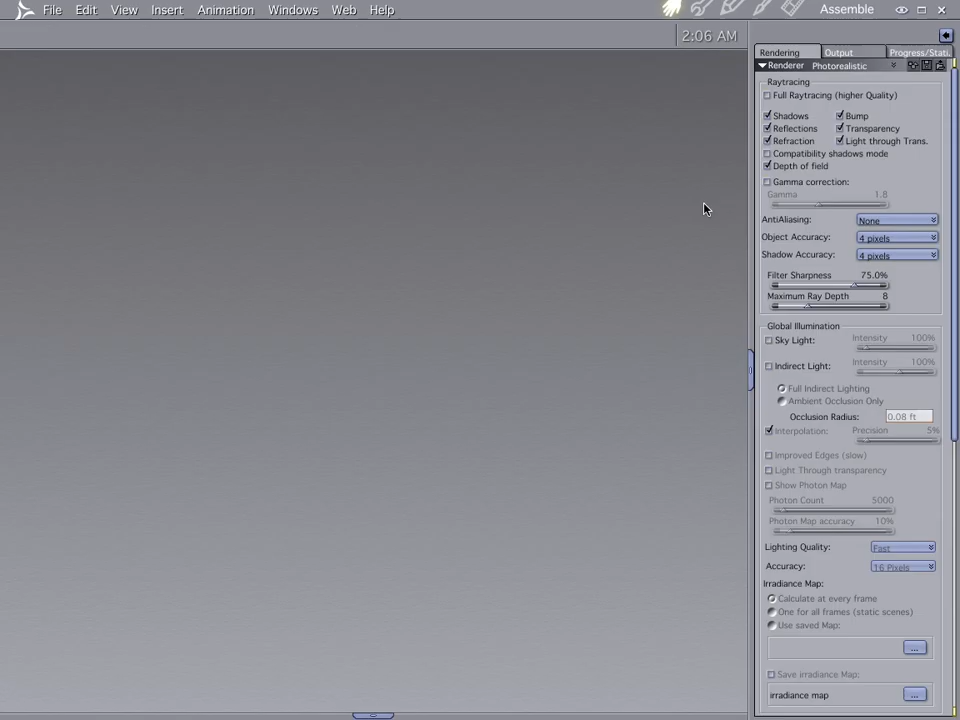 File Edit View Insert Animation Windows Web Help Assemble
2:06 AM
Rendering Output Progress/Stati.
Renderer Photorealistic
Raytracing
Full Raytracing (higher Quality)
Shadows Bump
Reflections Transparency
Refraction Light through Trans.
Compatibility shadows mode
Depth of field
Gamma correction:
Gamma 1.8
AntiAliasing: None
Object Accuracy: 4 pixels
Shadow Accuracy: 4 pixels
Filter Sharpness 75.0%
Maximum Ray Depth 8
Global Illumination
Sky Light: Intensity 100%
Indirect Light: Intensity 100%
Full Indirect Lighting
Ambient Occlusion Only
Occlusion Radius: 0.08 ft
Interpolation: Precision 5%
Improved Edges (slow)
Light Through transparency
Show Photon Map
Photon Count 5000
Photon Map accuracy 10%
Lighting Quality: Fast
Accuracy: 16 Pixels
Irradiance Map:
Calculate at every frame
One for all frames (static scenes)
Use saved Map:
...
Save irradiance Map:
irradiance map ...